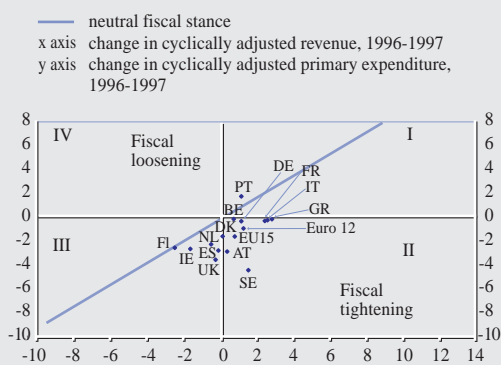 neutral fiscal stance
x axis change in cyclically adjusted revenue, 1996-1997
y axis change in cyclically adjusted primary expenditure,
1996-1997
8 8
IV Fiscal loosening I
6 6
DE
4 FR 4
PT IT
2 2
BE GR
0 0
DK Euro 12
-2 III FI NL EU15 II -2
IE ES AT
-4 UK -4
SE
-6 Fiscal -6
tightening
-8 -8
-10 -10
-10 -8 -6 -4 -2 0 2 4 6 8 10 12 14